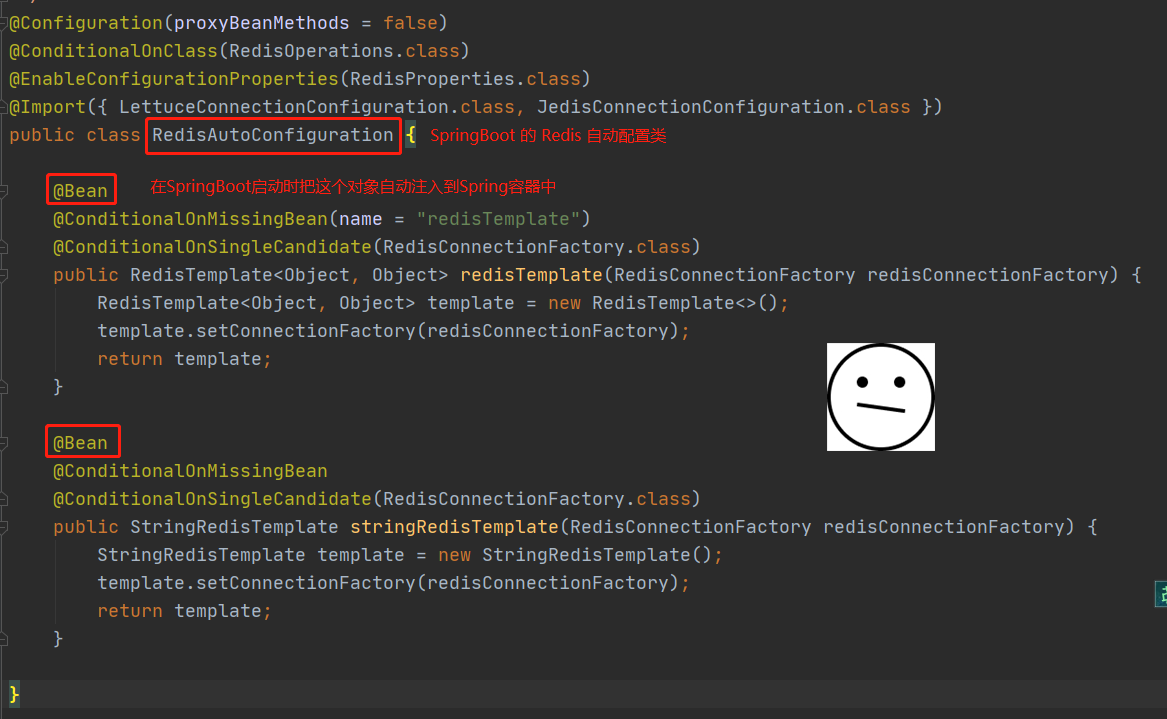 @Configuration(proxyBeanMethods = false)
@ConditionalOnClass(RedisOperations.class)
@EnableConfigurationProperties(RedisProperties.class)
@Import({ LettuceConnectionConfiguration.class, JedisConnectionConfiguration.class })
public class RedisAutoConfiguration { SpringBoot 的 Redis 自动配置类
@Bean 在SpringBoot启动时把这个对象自动注入到Spring容器中
@ConditionalOnMissingBean(name = "redisTemplate")
@ConditionalOnSingleCandidate(RedisConnectionFactory.class)
public RedisTemplate<Object, Object> redisTemplate(RedisConnectionFactory redisConnectionFactory) {
RedisTemplate<Object, Object> template = new RedisTemplate<>();
template.setConnectionFactory(redisConnectionFactory);
return template;
}
@Bean
@ConditionalOnMissingBean
@ConditionalOnSingleCandidate(RedisConnectionFactory.class)
public StringRedisTemplate stringRedisTemplate(RedisConnectionFactory redisConnectionFactory) {
StringRedisTemplate template = new StringRedisTemplate();
template.setConnectionFactory(redisConnectionFactory);
return template;
}
}